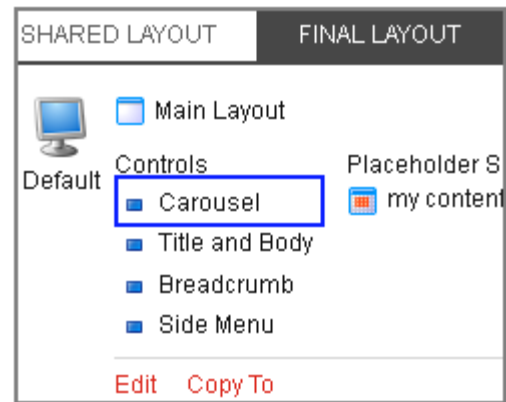 SHARED LAYOUT FINAL LAYOUT
Main Layout
Default
Controls Placeholder S
Carousel my content
Title and Body
Breadcrumb
Side Menu
Edit Copy To